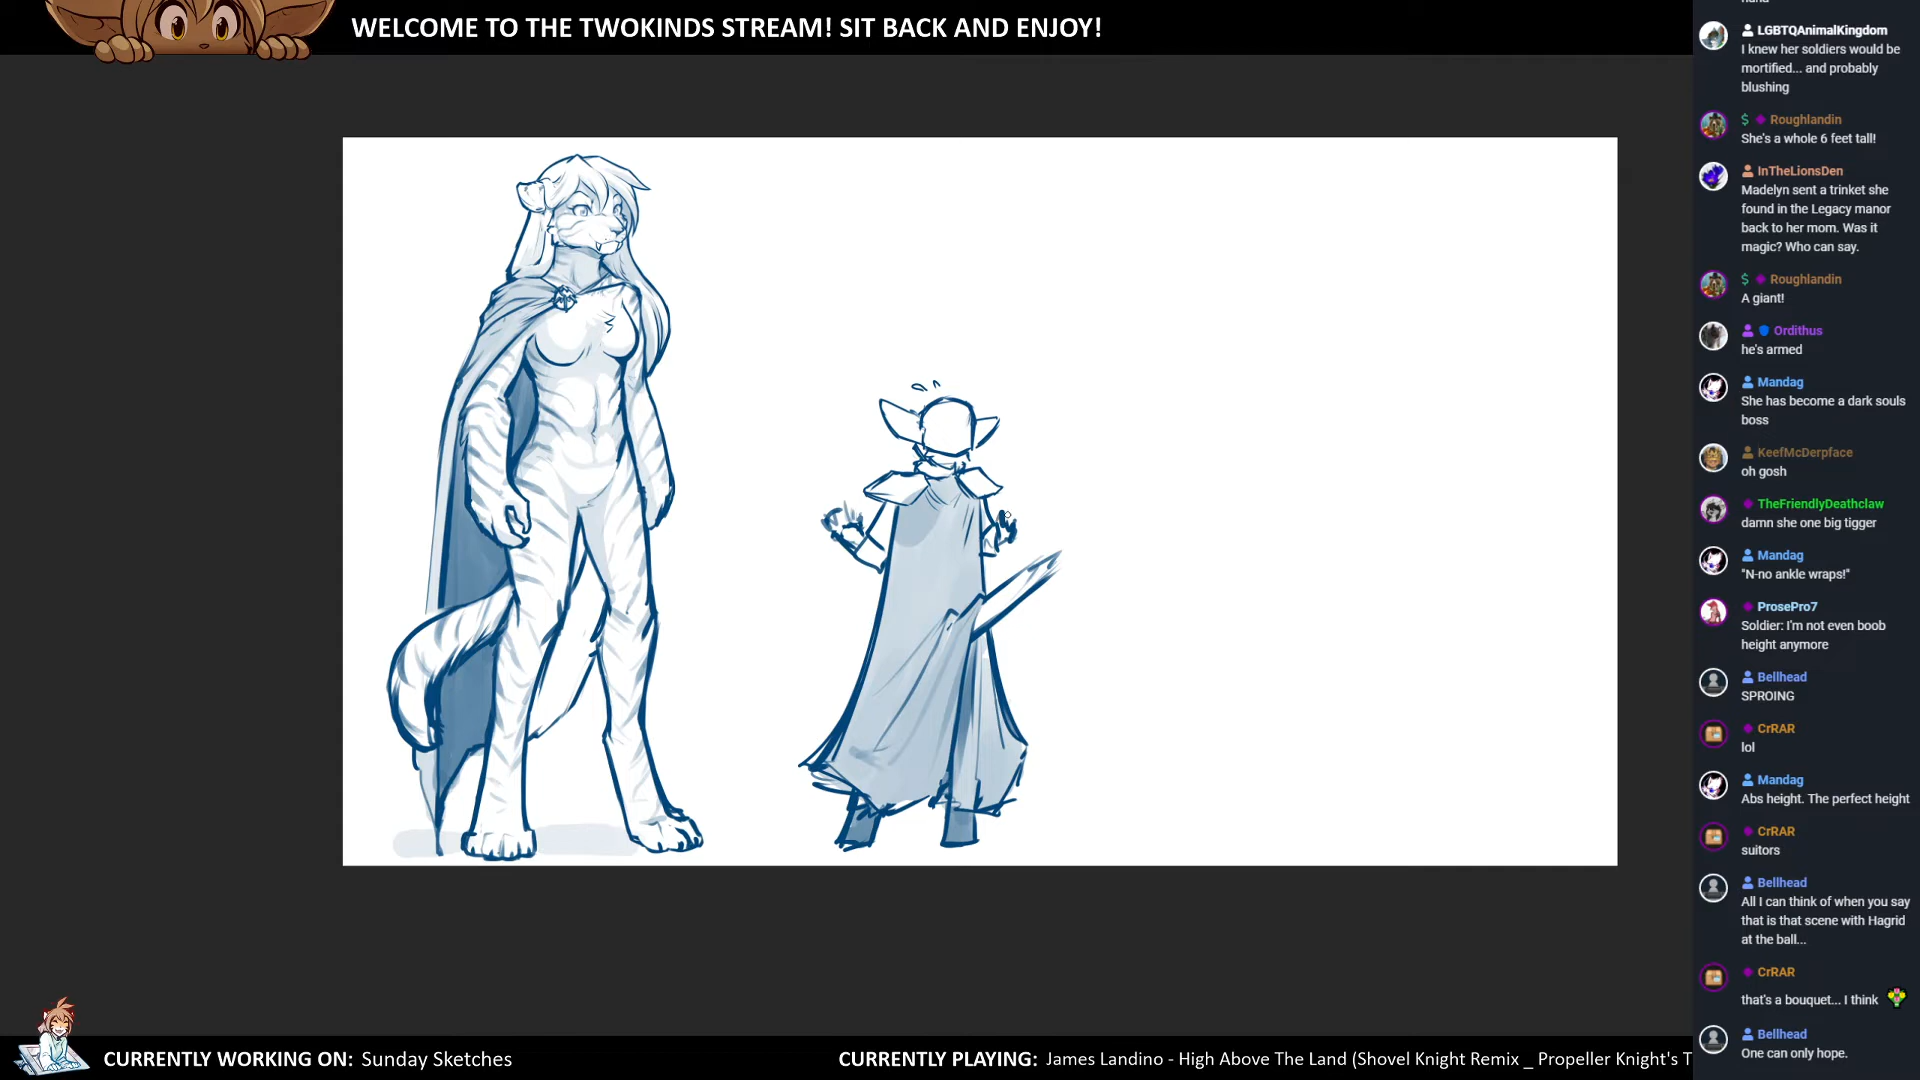 WELCOME TO THE TWOKINDS STREAM! SIT BACK AND ENJOY!
LGBTQAnimalKingdom
I knew her soldiers would be
mortified... and probably
blushing
$ Roughlandin
She's a whole 6 feet tall!
InTheLionsDen
Madelyn sent a trinket she
found in the Legacy manor
back to her mom. Was it
magic? Who can say.
$ Roughlandin
A giant!
Ordithus
he's armed
Mandag
She has become a dark souls
boss
KeefMcDerpface
oh gosh
TheFriendlyDeathclaw
damn she one big tigger
Mandag
"N-no ankle wraps!"
ProsePro7
Soldier: I'm not even boob
height anymore
Bellhead
SPROING
CrRAR
lol
Mandag
Abs height. The perfect height
CrRAR
suitors
Bellhead
All I can think of when you say
that is that scene with Hagrid
at the ball...
CrRAR
that's a bouquet... I think
Bellhead
One can only hope.
CURRENTLY WORKING ON: Sunday Sketches
CURRENTLY PLAYING: James Landino - High Above The Land (Shovel Knight Remix _ Propeller Knight's T